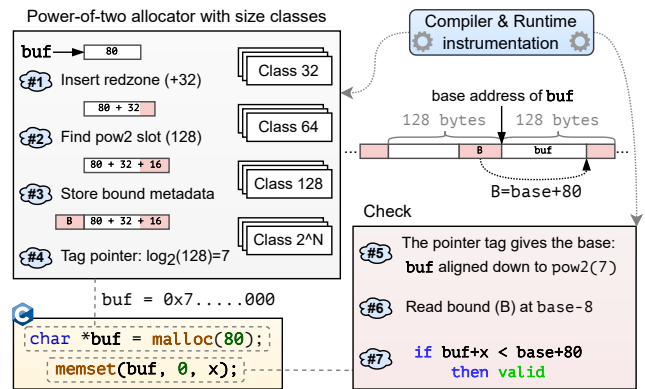 Power-of-two allocator with size classes
buf
80
#1 Insert redzone (+32)
80 + 32
#2 Find pow2 slot (128)
80 + 32 + 16
#3 Store bound metadata
B 80 + 32 + 16
#4 Tag pointer: log2(128)=7
Class 32
Class 64
Class 128
Class 2^N
Compiler & Runtime
instrumentation
base address of buf
128 bytes 128 bytes
... B buf ...
B=base+80
Check
#5 The pointer tag gives the base:
buf aligned down to pow2(7)
#6 Read bound (B) at base-8
#7 if buf+x < base+80
then valid
buf = 0x7.....000
C
char *buf = malloc(80);
memset(buf, 0, x);